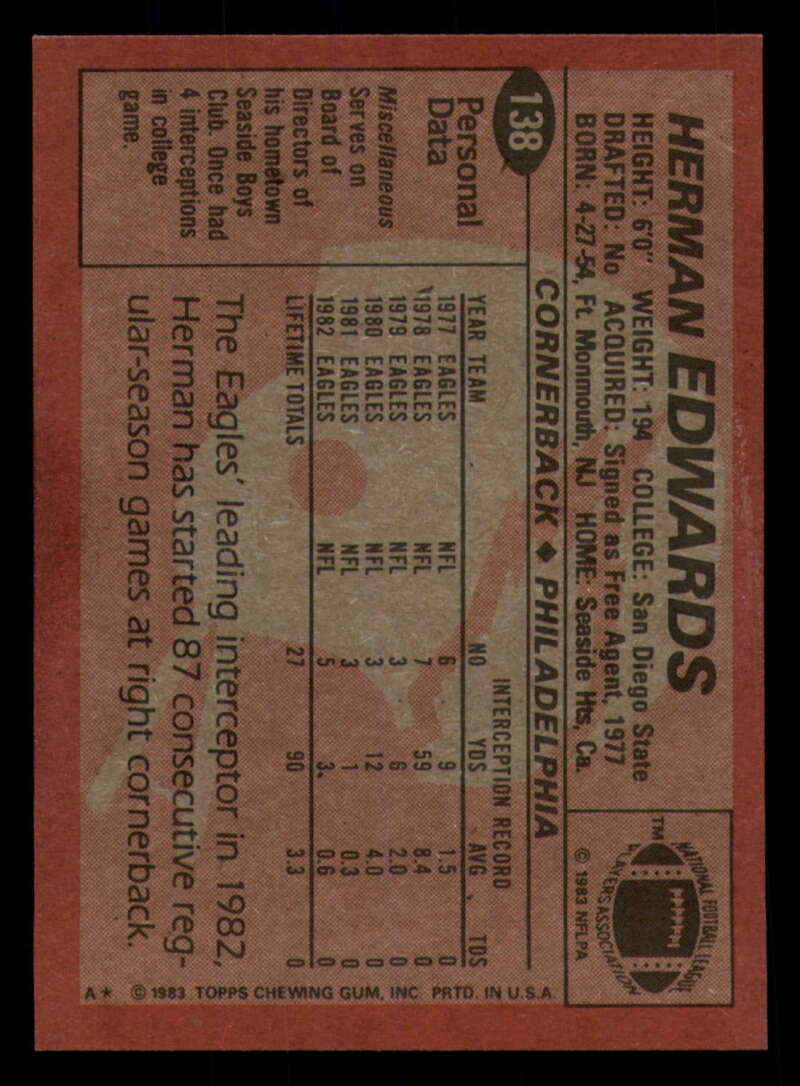 HERMAN EDWARDS
HEIGHT: 6'0" WEIGHT: 194 COLLEGE: San Diego State
DRAFTED: No ACQUIRED: Signed as Free Agent, 1977
BORN: 4-27-54, Ft. Monmouth, NJ HOME: Seaside Hts, Ca.
NATIONAL FOOTBALL LEAGUE
PLAYERS ASSOCIATION
TM
© 1983 NFLPA
138
CORNERBACK ♦ PHILADELPHIA
Personal
Data
Miscellaneous
Serves on
Board of
Directors of
his hometown
Seaside Boys
Club. Once had
4 interceptions
in college
game.
INTERCEPTION RECORD
YEAR TEAM NO YDS AVG TDS
1977 EAGLES NFL 6 9 1.5 0
1978 EAGLES NFL 7 59 8.4 0
1979 EAGLES NFL 3 6 2.0 0
1980 EAGLES NFL 3 12 4.0 0
1981 EAGLES NFL 3 1 0.3 0
1982 EAGLES NFL 5 3 0.6 0
LIFETIME TOTALS 27 90 3.3 0
The Eagles' leading interceptor in 1982,
Herman has started 87 consecutive reg-
ular-season games at right cornerback.
A★ © 1983 TOPPS CHEWING GUM, INC. PRTD. IN U.S.A.